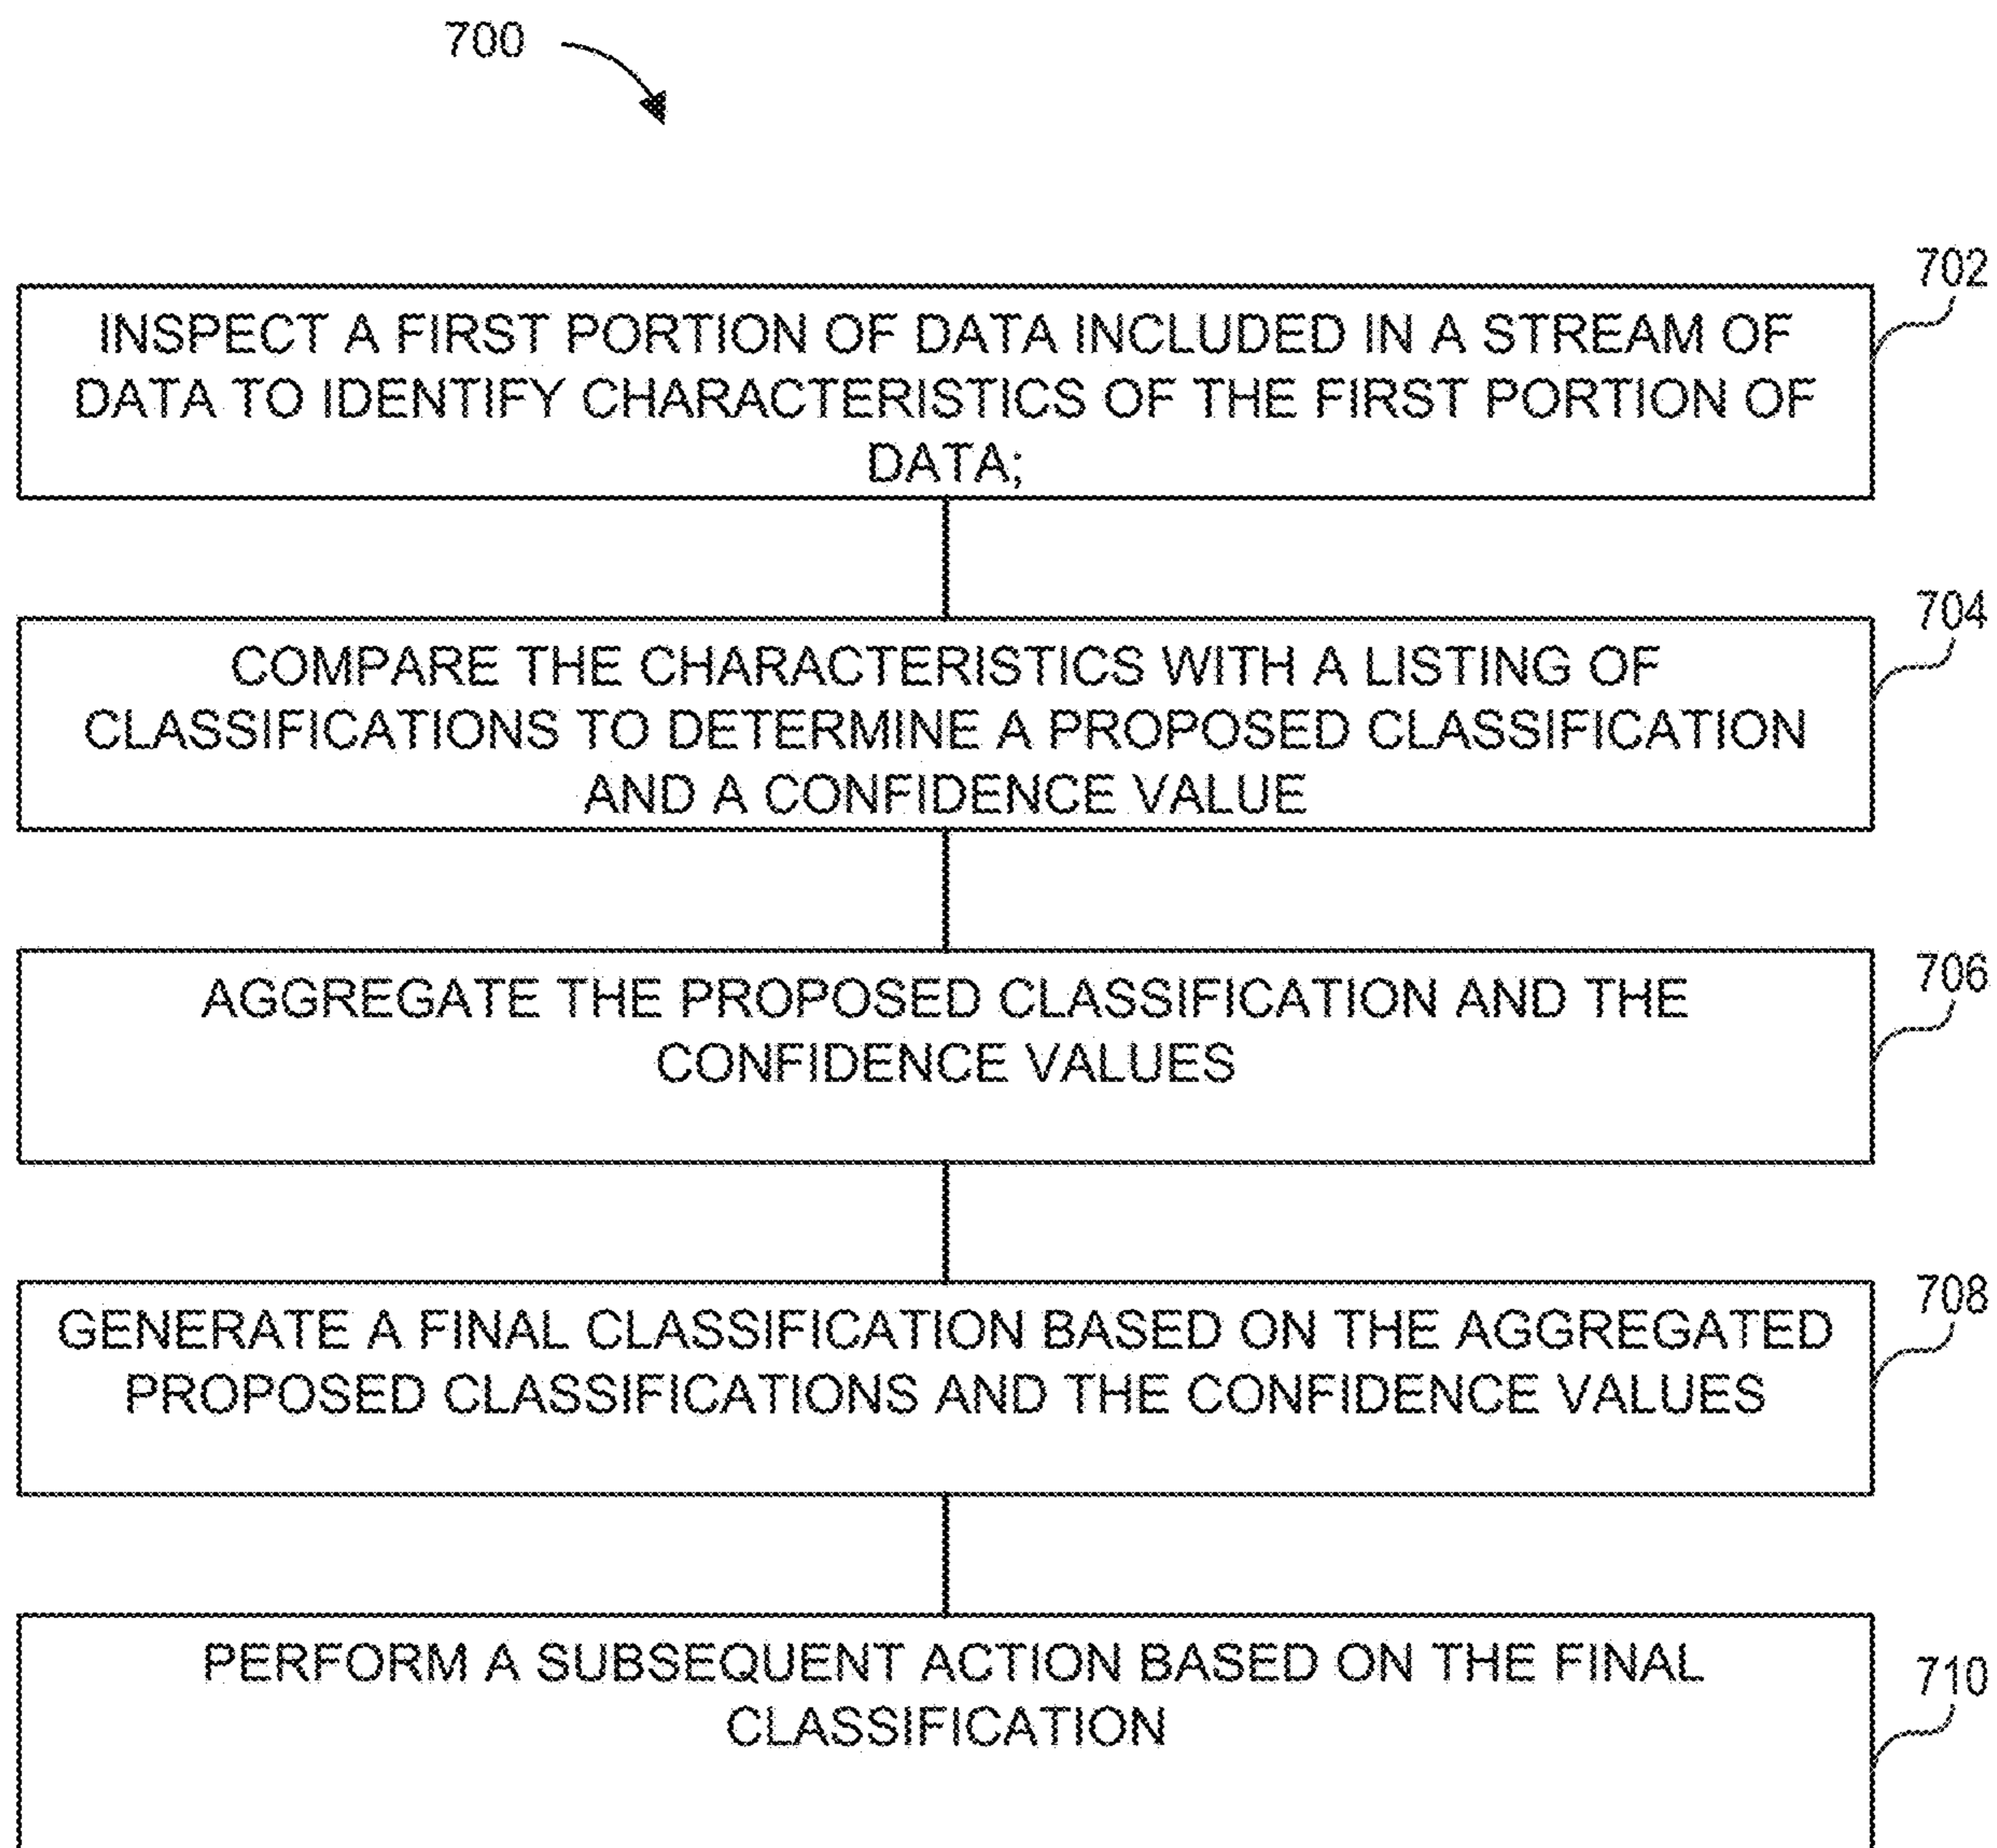 700
702
INSPECT A FIRST PORTION OF DATA INCLUDED IN A STREAM OF
DATA TO IDENTIFY CHARACTERISTICS OF THE FIRST PORTION OF
DATA;
704
COMPARE THE CHARACTERISTICS WITH A LISTING OF
CLASSIFICATIONS TO DETERMINE A PROPOSED CLASSIFICATION
AND A CONFIDENCE VALUE
706
AGGREGATE THE PROPOSED CLASSIFICATION AND THE
CONFIDENCE VALUES
708
GENERATE A FINAL CLASSIFICATION BASED ON THE AGGREGATED
PROPOSED CLASSIFICATIONS AND THE CONFIDENCE VALUES
710
PERFORM A SUBSEQUENT ACTION BASED ON THE FINAL
CLASSIFICATION